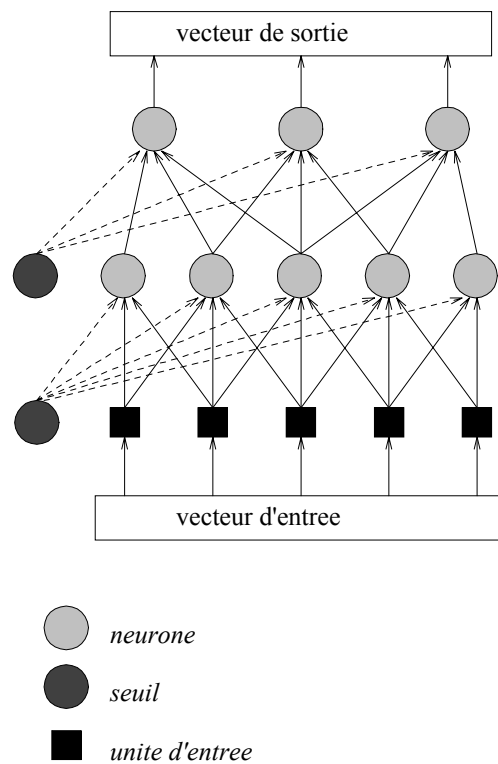 vecteur de sortie
vecteur d'entree
neurone
seuil
unite d'entree